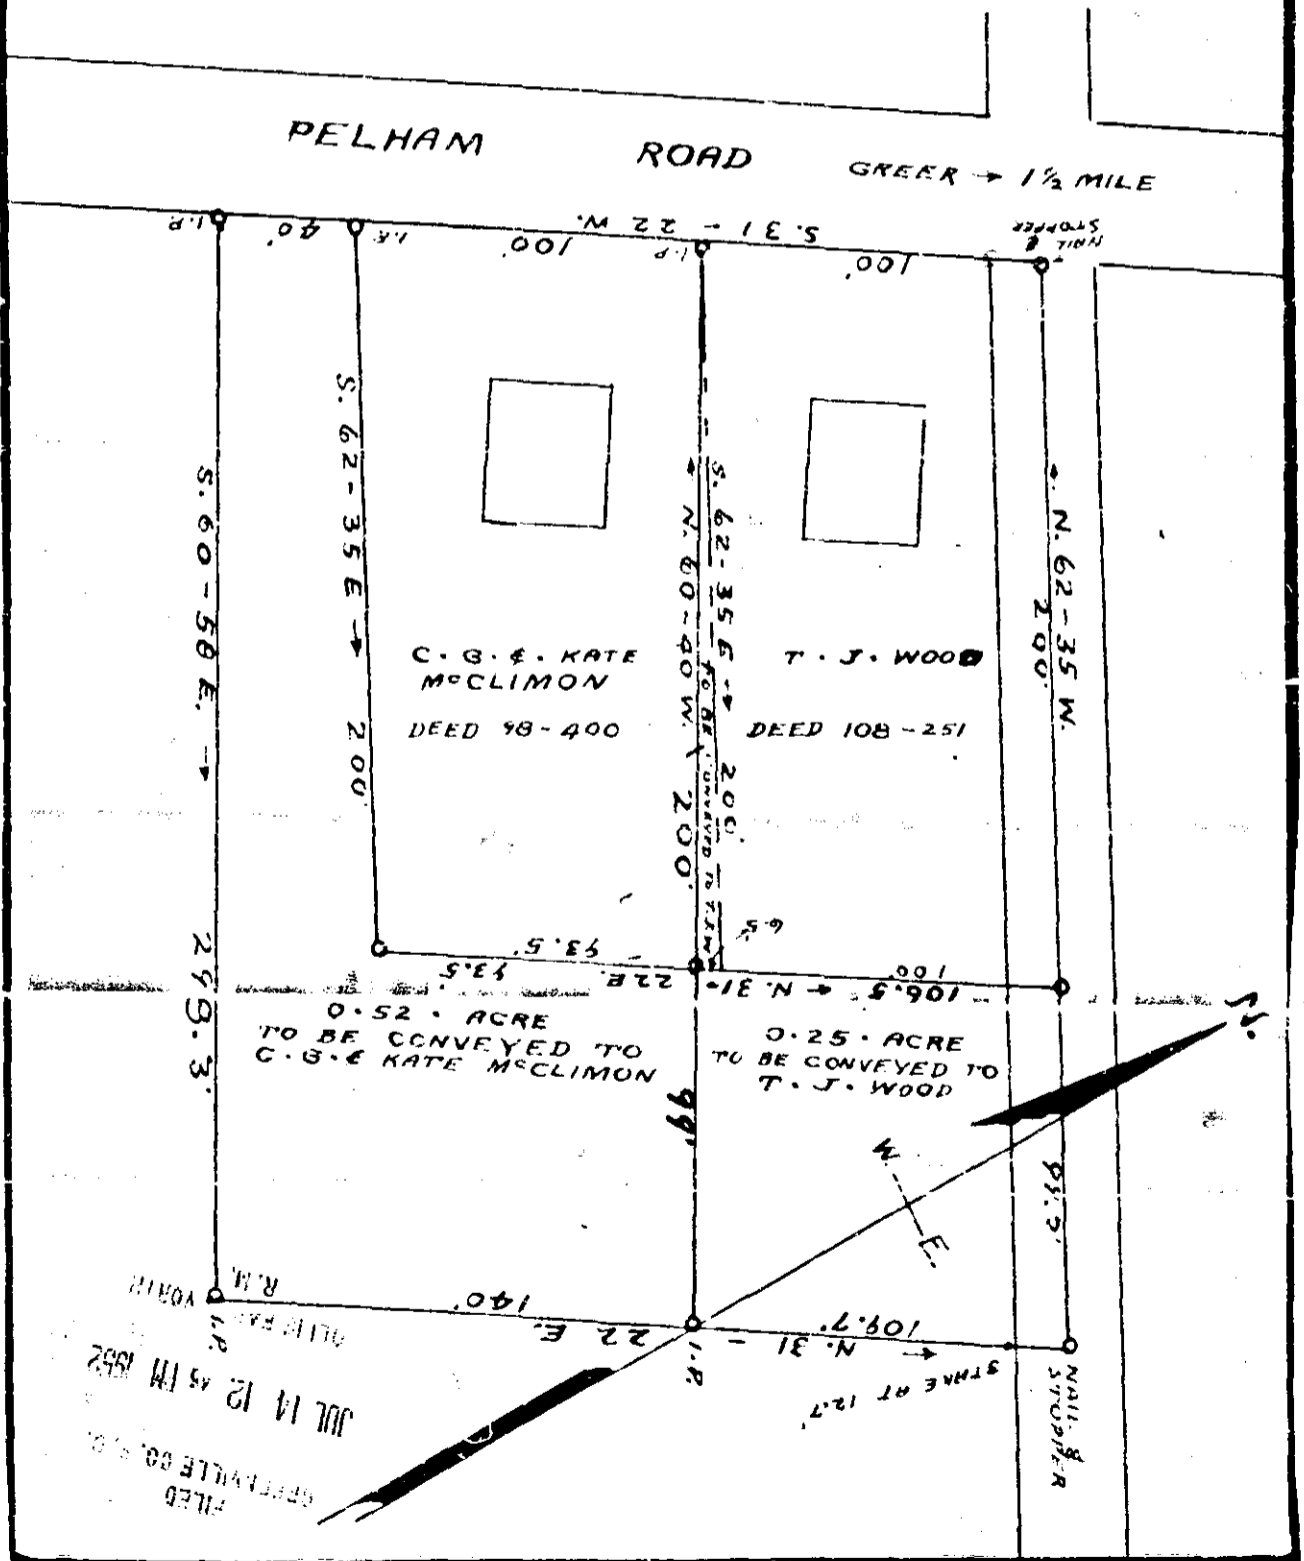 PELHAM ROAD
GREER → 1½ MILE
I.P.
40'
100'
S. 31 - 22 W.
I.P.
100'
NAIL &
STOPPER
S. 60-58 E. →
S. 62-35 E →
200'
← N. 60-40 W.
200'
S. 62-35 E →
200'
TO BE CONVEYED TO T.J.W.
← N. 62-35 W.
200'
C. B. & KATE
McCLIMON
DEED 98-400
T. J. WOOD
DEED 108-251
6.5'
93.5'
93.5'
22 E.
N. 31-
100'
106.5
0.52 . ACRE
TO BE CONVEYED TO
C. B. & KATE McCLIMON
0.25 . ACRE
TO BE CONVEYED TO
T. J. WOOD
249.3'
99'
N.
W
E
I.P.
140'
N. 31 - 22 E.
I.P.
109.7'
STAKE AT 12.7'
NAIL &
STOPPER
FILED
GREENVILLE CO. S.C.
JUL 14 12 45 PM 1952
R.M.